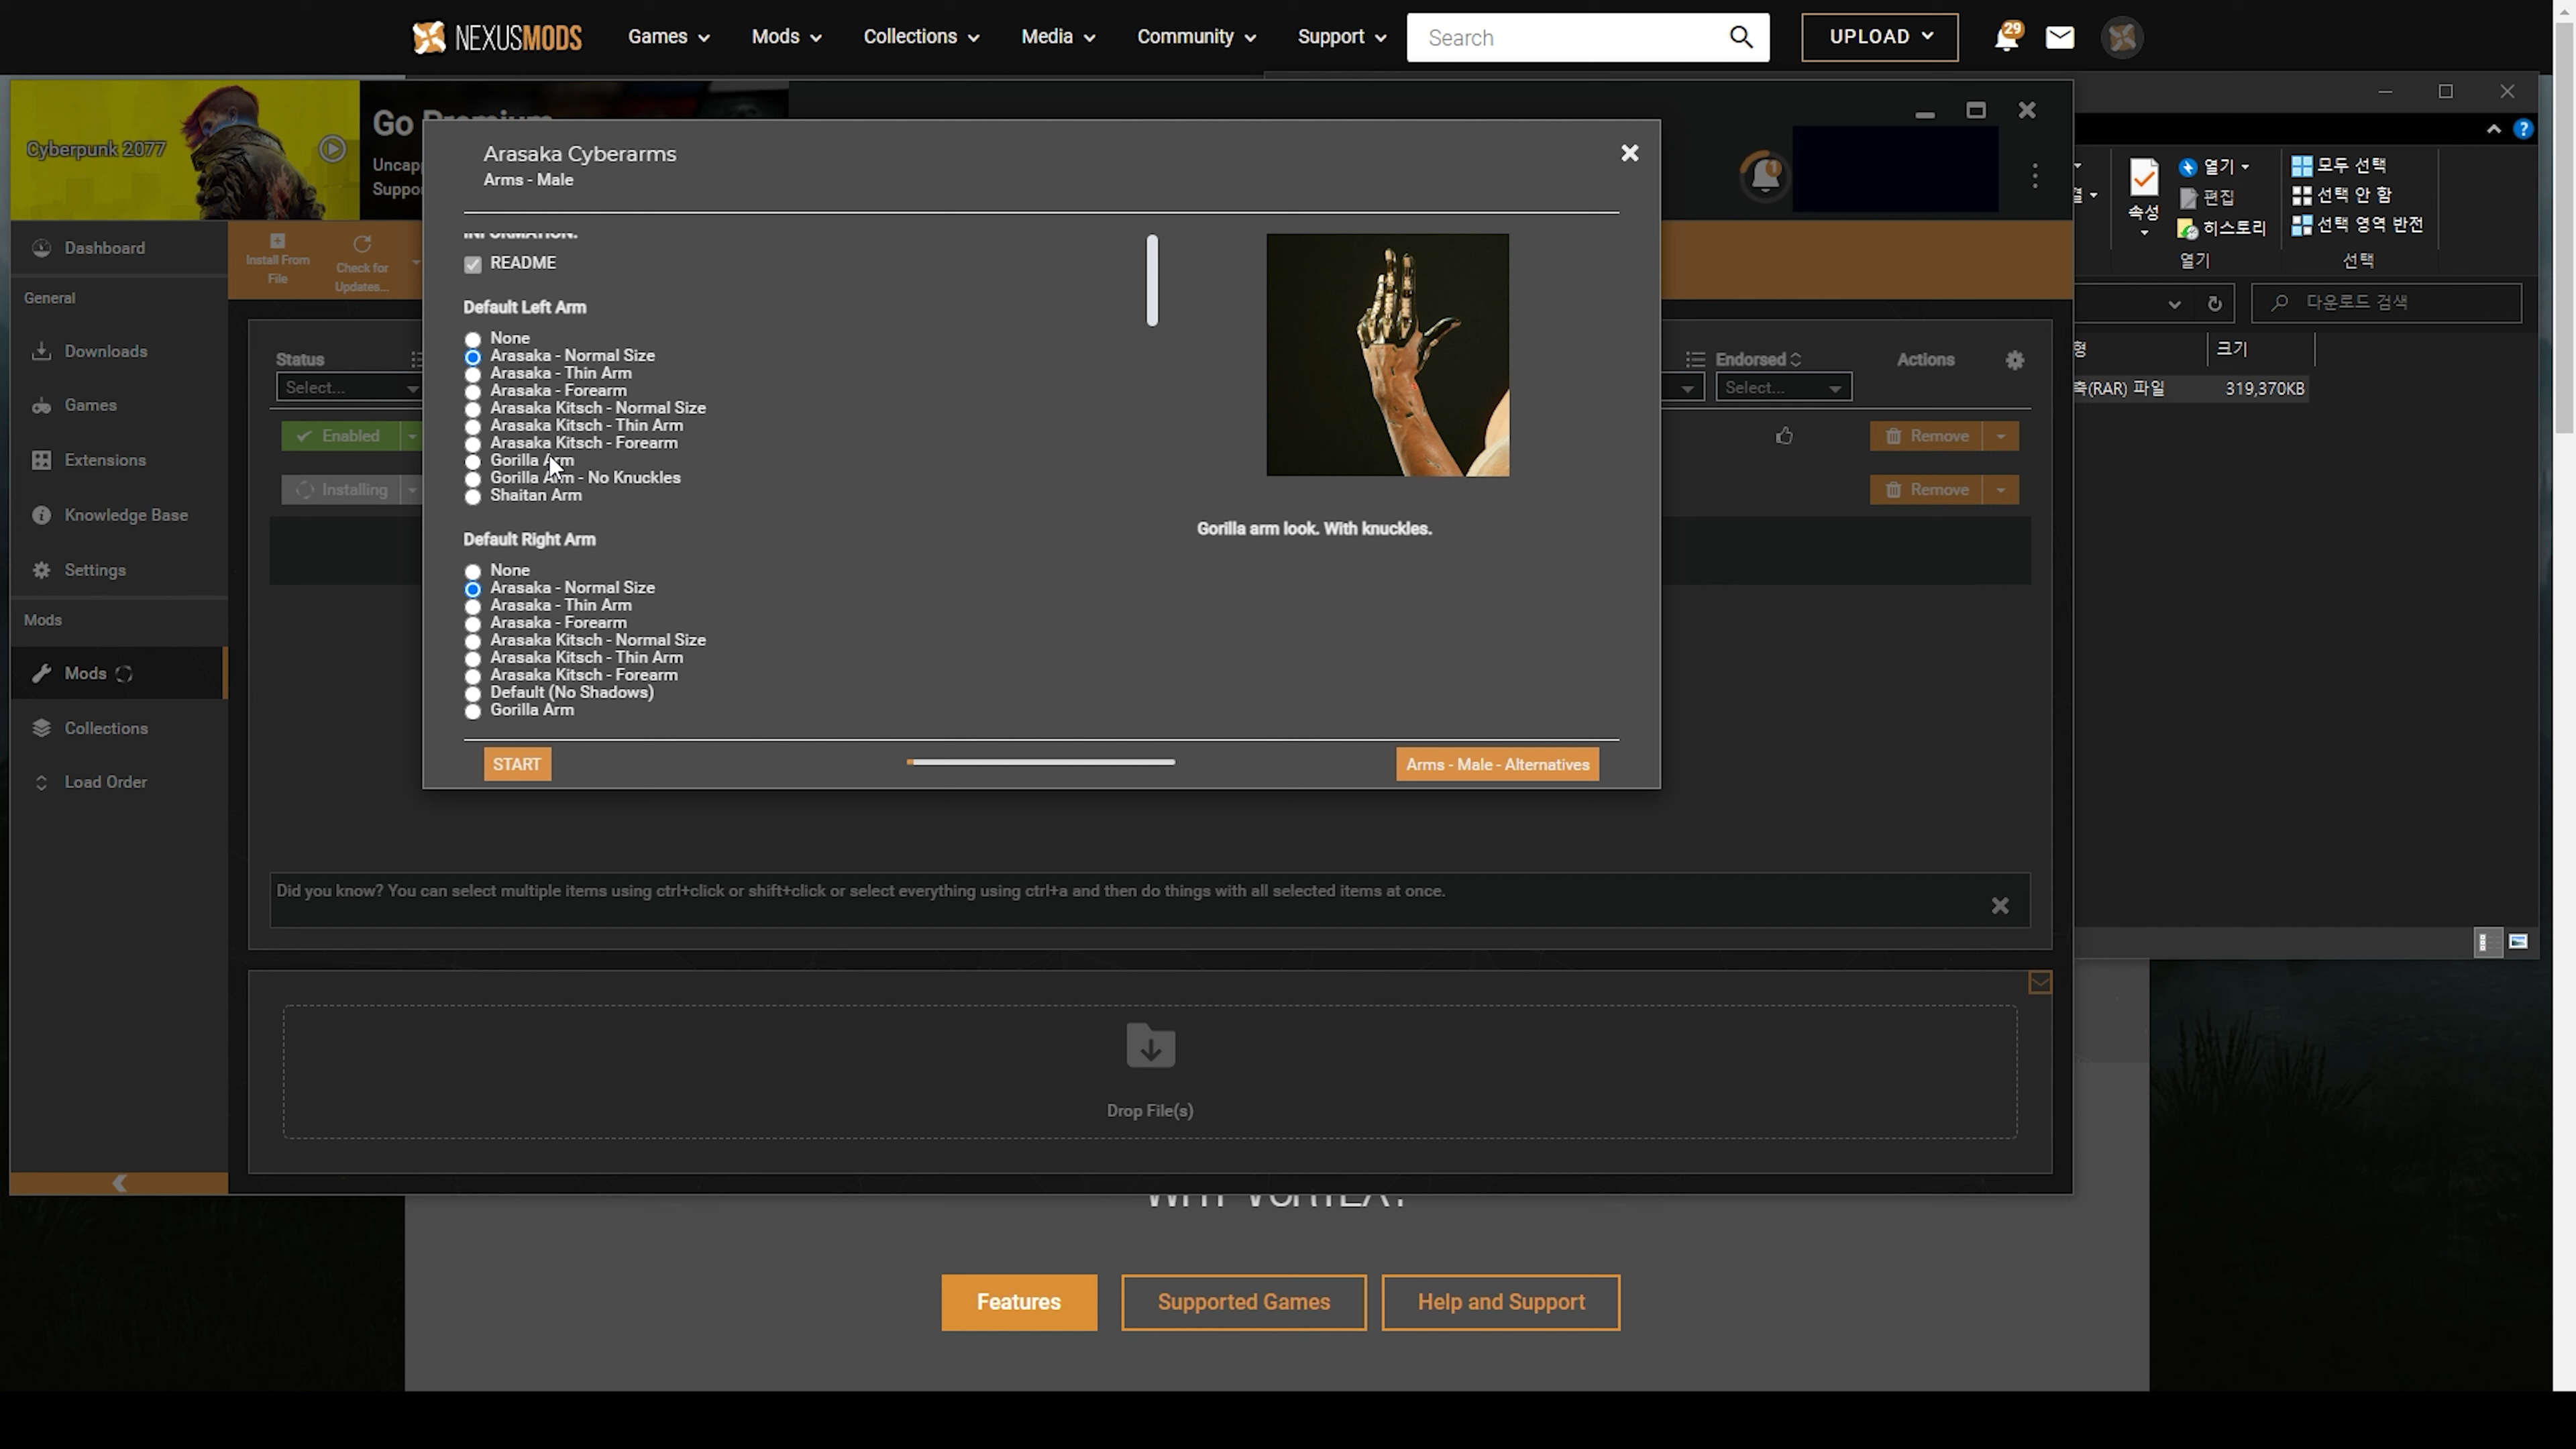 NEXUSMODS
Games
Mods
Collections
Media
Community
Support
Search
UPLOAD
29
Cyberpunk 2077
Go Premium
Uncap
Suppo
Arasaka Cyberarms
Arms - Male
1
INFORMATION:
README
Default Left Arm
None
Arasaka - Normal Size
Arasaka - Thin Arm
Arasaka - Forearm
Arasaka Kitsch - Normal Size
Arasaka Kitsch - Thin Arm
Arasaka Kitsch - Forearm
Gorilla Arm
Gorilla Arm - No Knuckles
Shaitan Arm
Default Right Arm
None
Arasaka - Normal Size
Arasaka - Thin Arm
Arasaka - Forearm
Arasaka Kitsch - Normal Size
Arasaka Kitsch - Thin Arm
Arasaka Kitsch - Forearm
Default (No Shadows)
Gorilla Arm
Gorilla arm look. With knuckles.
START
Arms - Male - Alternatives
Dashboard
General
Downloads
Games
Extensions
Knowledge Base
Settings
Mods
Mods
Collections
Load Order
Install From
File
Check for
Updates...
Status
Select...
Enabled
Installing
Endorsed
Select...
Actions
Remove
Remove
Did you know? You can select multiple items using ctrl+click or shift+click or select everything using ctrl+a and then do things with all selected items at once.
Drop File(s)
속성
열기
편집
히스토리
열기
모두 선택
선택 안 함
선택 영역 반전
선택
다운로드 검색
형
크기
축(RAR) 파일
319,370KB
WHY VORTEX?
Features
Supported Games
Help and Support